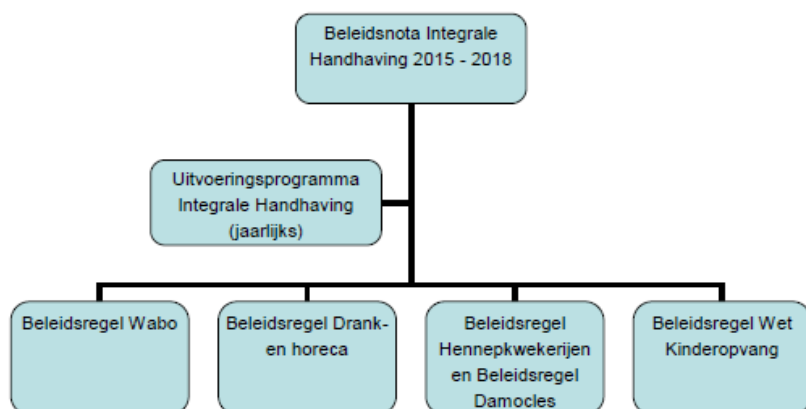 Beleidsnota Integrale
Handhaving 2015 - 2018
Uitvoeringsprogramma
Integrale Handhaving
(jaarlijks)
Beleidsregel Wabo
Beleidsregel Drank-
en horeca
Beleidsregel
Hennepkwekerijen
en Beleidsregel
Damocles
Beleidsregel Wet
Kinderopvang